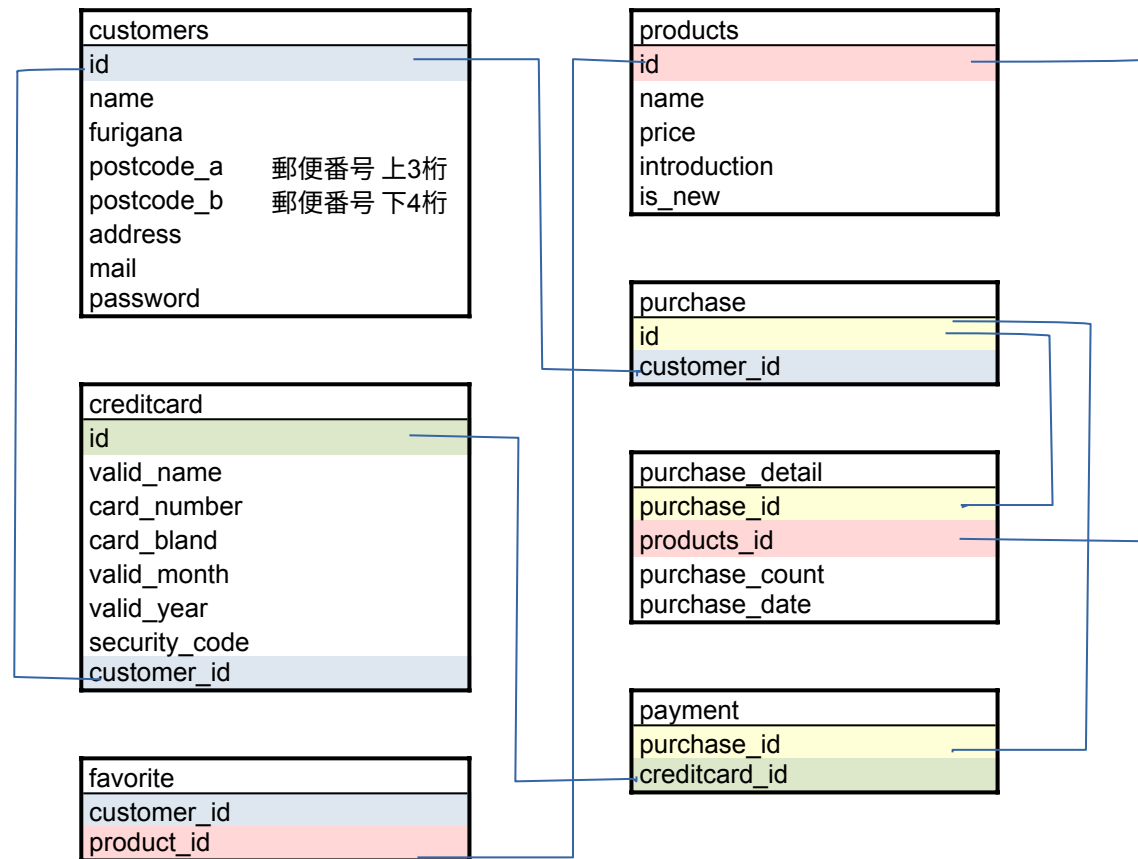 customers
id
name
furigana
postcode_a 郵便番号 上3桁
postcode_b 郵便番号 下4桁
address
mail
password
creditcard
id
valid_name
card_number
card_bland
valid_month
valid_year
security_code
customer_id
favorite
customer_id
product_id
products
id
name
price
introduction
is_new
purchase
id
customer_id
purchase_detail
purchase_id
products_id
purchase_count
purchase_date
payment
purchase_id
creditcard_id